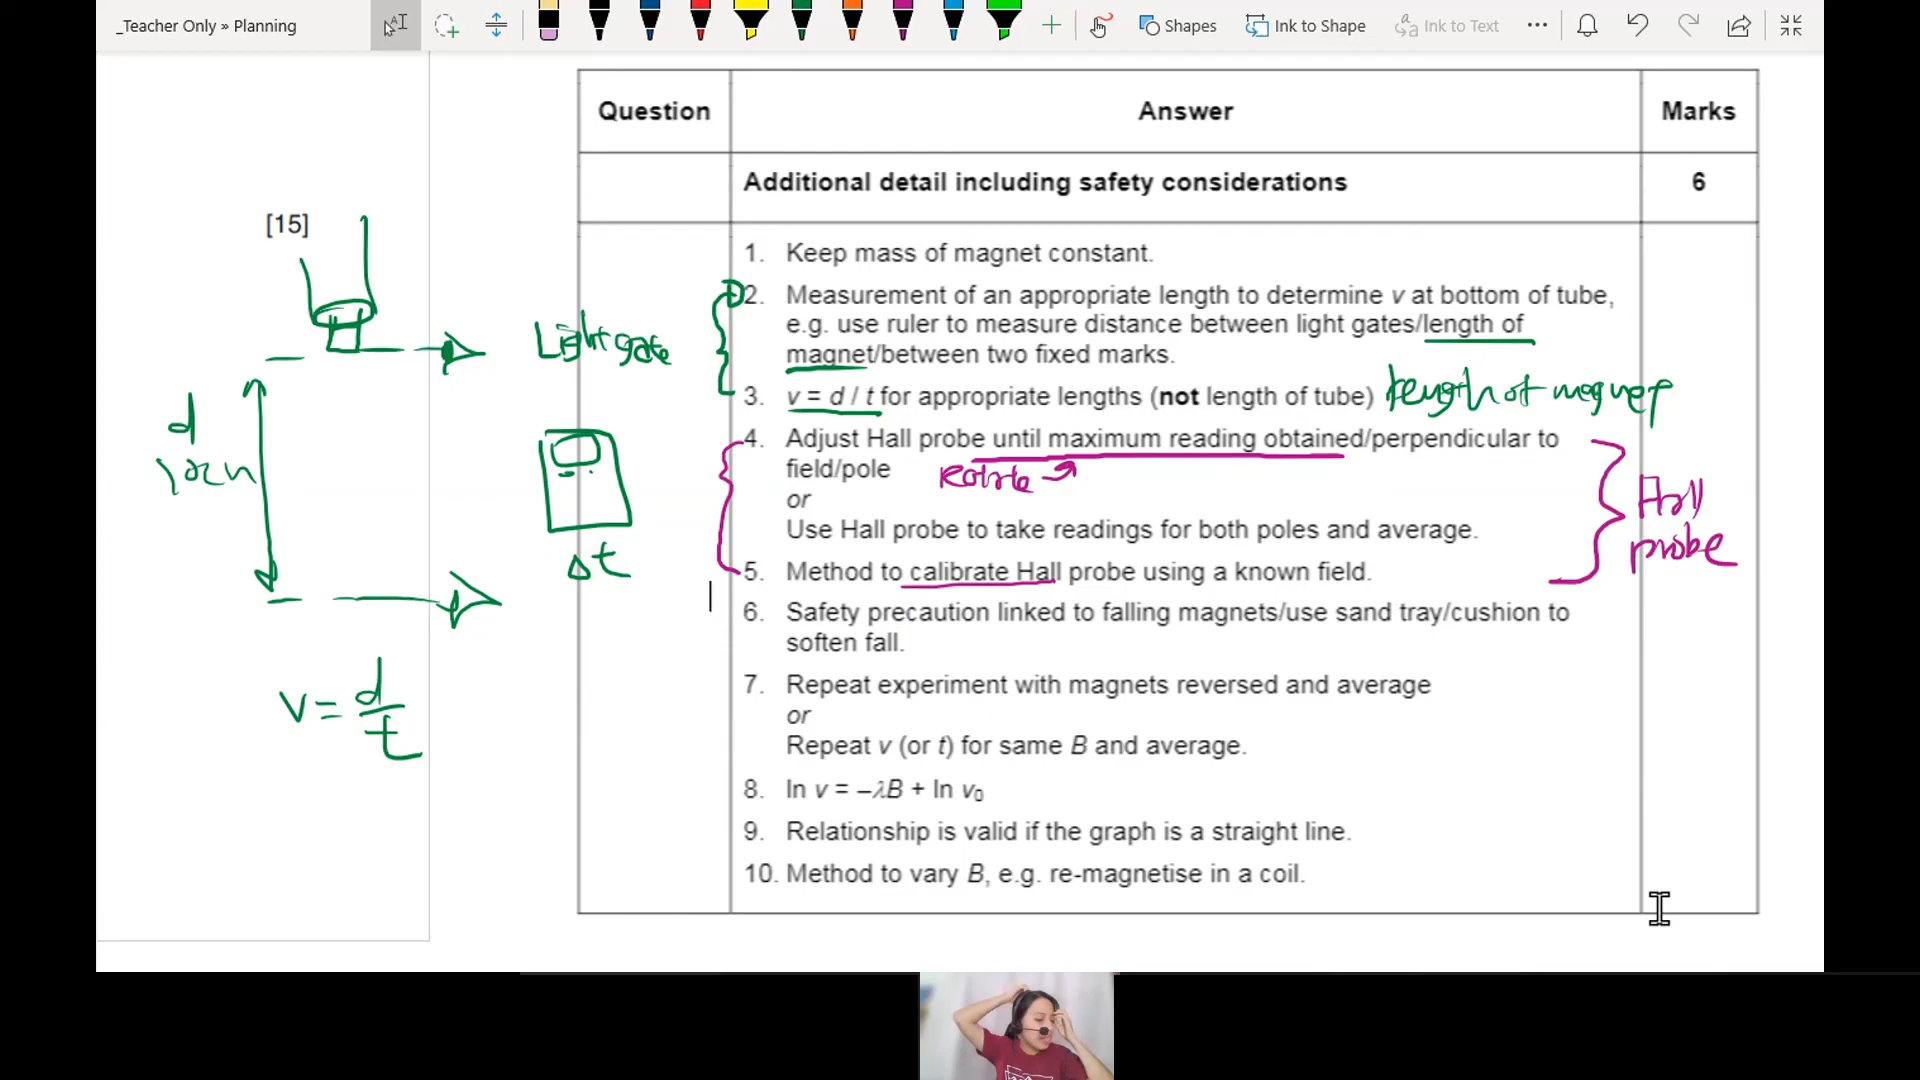 _Teacher Only » Planning
Shapes
Ink to Shape
Ink to Text
Question
Answer
Marks
Additional detail including safety considerations
6
[15]
1. Keep mass of magnet constant.
2. Measurement of an appropriate length to determine v at bottom of tube,
e.g. use ruler to measure distance between light gates/length of
magnet/between two fixed marks.
3. v = d / t for appropriate lengths (not length of tube)
length of magnet
4. Adjust Hall probe until maximum reading obtained/perpendicular to
field/pole
Rotate
or
Use Hall probe to take readings for both poles and average.
5. Method to calibrate Hall probe using a known field.
Hall
probe
6. Safety precaution linked to falling magnets/use sand tray/cushion to
soften fall.
7. Repeat experiment with magnets reversed and average
or
Repeat v (or t) for same B and average.
8. ln v = –λB + ln v₀
9. Relationship is valid if the graph is a straight line.
10. Method to vary B, e.g. re-magnetise in a coil.
Light gate
d
Δt
v = d/t